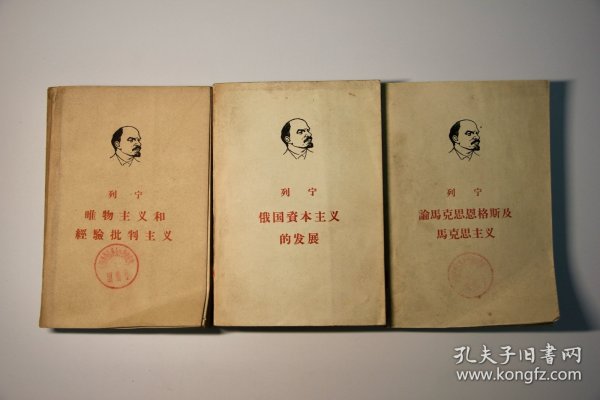 列 宁
唯物主义和
經驗批判主义
列 宁
俄国資本主义
的发展
列 宁
論馬克思恩格斯及
馬克思主义
孔夫子旧書网
www.kongfz.com